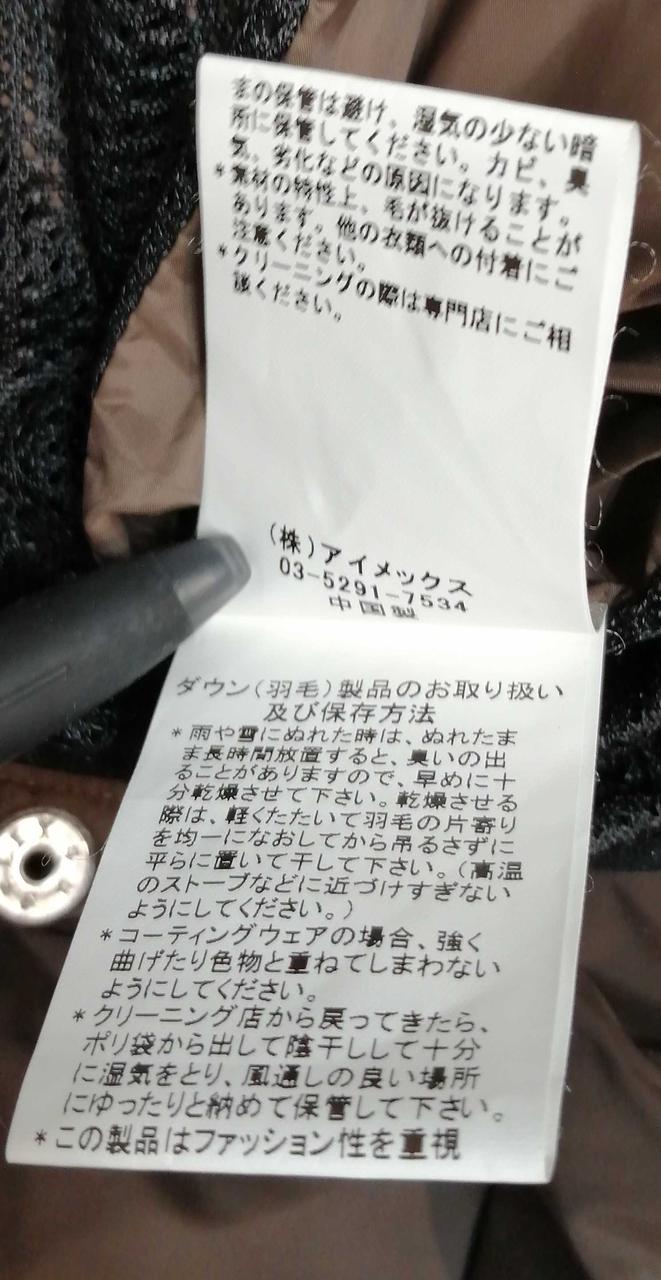 まの保管は避け、湿気の少ない暗
所に保管してください。カビ、臭
気、劣化などの原因になります。
*素材の特性上、毛が抜けることが
あります。他の衣類への付着にご
注意ください。
*クリーニングの際は専門店にご相
談ください。
(株)アイメックス
03-5291-7534
中国製
ダウン(羽毛)製品のお取り扱い
及び保存方法
*雨や雪にぬれた時は、ぬれたま
ま長時間放置すると、臭いの出
ることがありますので、早めに十
分乾燥させて下さい。乾燥させる
際は、軽くたたいて羽毛の片寄り
を均一になおしてから吊るさずに
平らに置いて干して下さい。(高温
のストーブなどに近づけすぎない
ようにしてください。)
*コーティングウェアの場合、強く
曲げたり色物と重ねてしまわない
ようにしてください。
*クリーニング店から戻ってきたら、
ポリ袋から出して陰干しして十分
に湿気をとり、風通しの良い場所
にゆったりと納めて保管して下さい。
*この製品はファッション性を重視